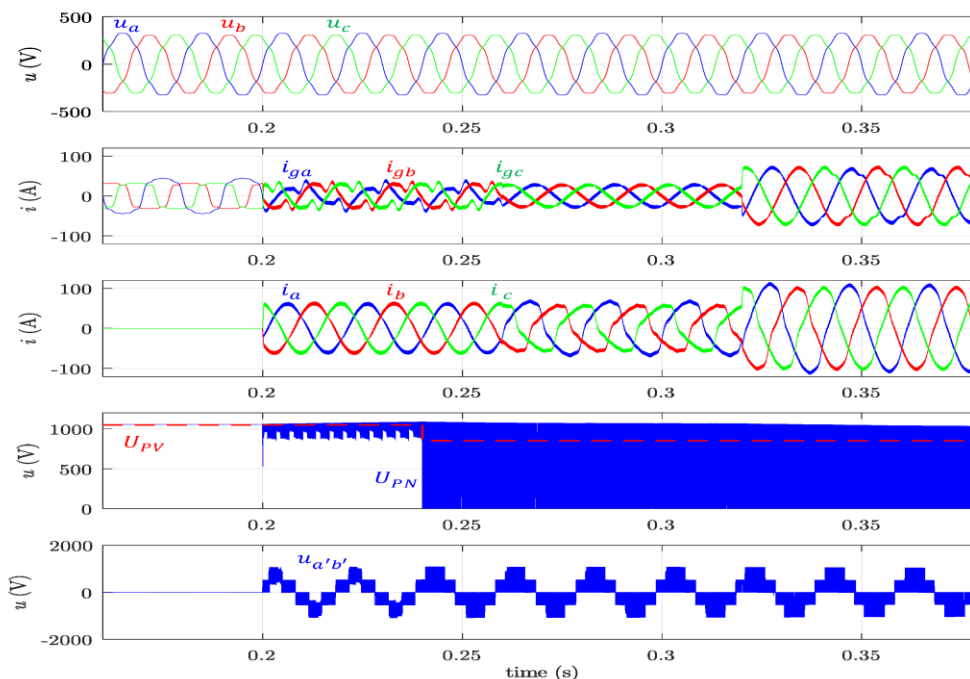 500
u_a u_b u_c
u (V)
0
-500
0.2 0.25 0.3 0.35
100
i_ga i_gb i_gc
i (A)
0
-100
0.2 0.25 0.3 0.35
100
i_a i_b i_c
i (A)
0
-100
0.2 0.25 0.3 0.35
1000
U_PV
u (V)
500
U_PN
0
0.2 0.25 0.3 0.35
2000
u_a'b'
u (V)
0
-2000
0.2 0.25 0.3 0.35
time (s)